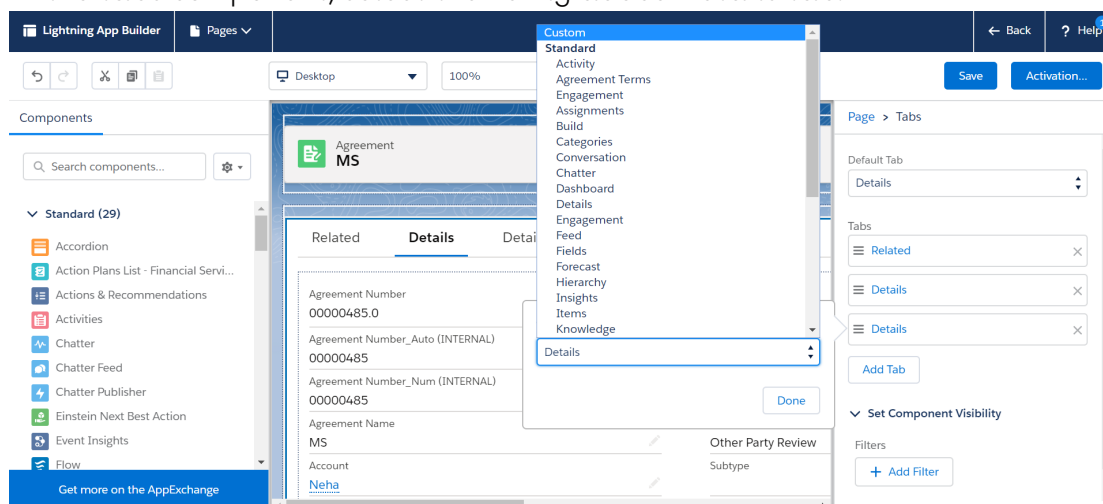 Lightning App Builder
Pages
Back
? Help
Desktop
100%
Save
Activation...
Components
Search components...
Standard (29)
Accordion
Action Plans List - Financial Servi...
Actions & Recommendations
Activities
Chatter
Chatter Feed
Chatter Publisher
Einstein Next Best Action
Event Insights
Flow
Get more on the AppExchange
Agreement
MS
Related
Details
Detai
Agreement Number
00000485.0
Agreement Number_Auto (INTERNAL)
00000485
Agreement Number_Num (INTERNAL)
00000485
Agreement Name
MS
Account
Neha
Other Party Review
Subtype
Custom
Standard
Activity
Agreement Terms
Engagement
Assignments
Build
Categories
Conversation
Chatter
Dashboard
Details
Engagement
Feed
Fields
Forecast
Hierarchy
Insights
Items
Knowledge
Details
Done
Page > Tabs
Default Tab
Details
Tabs
Related
Details
Details
Add Tab
Set Component Visibility
Filters
+ Add Filter